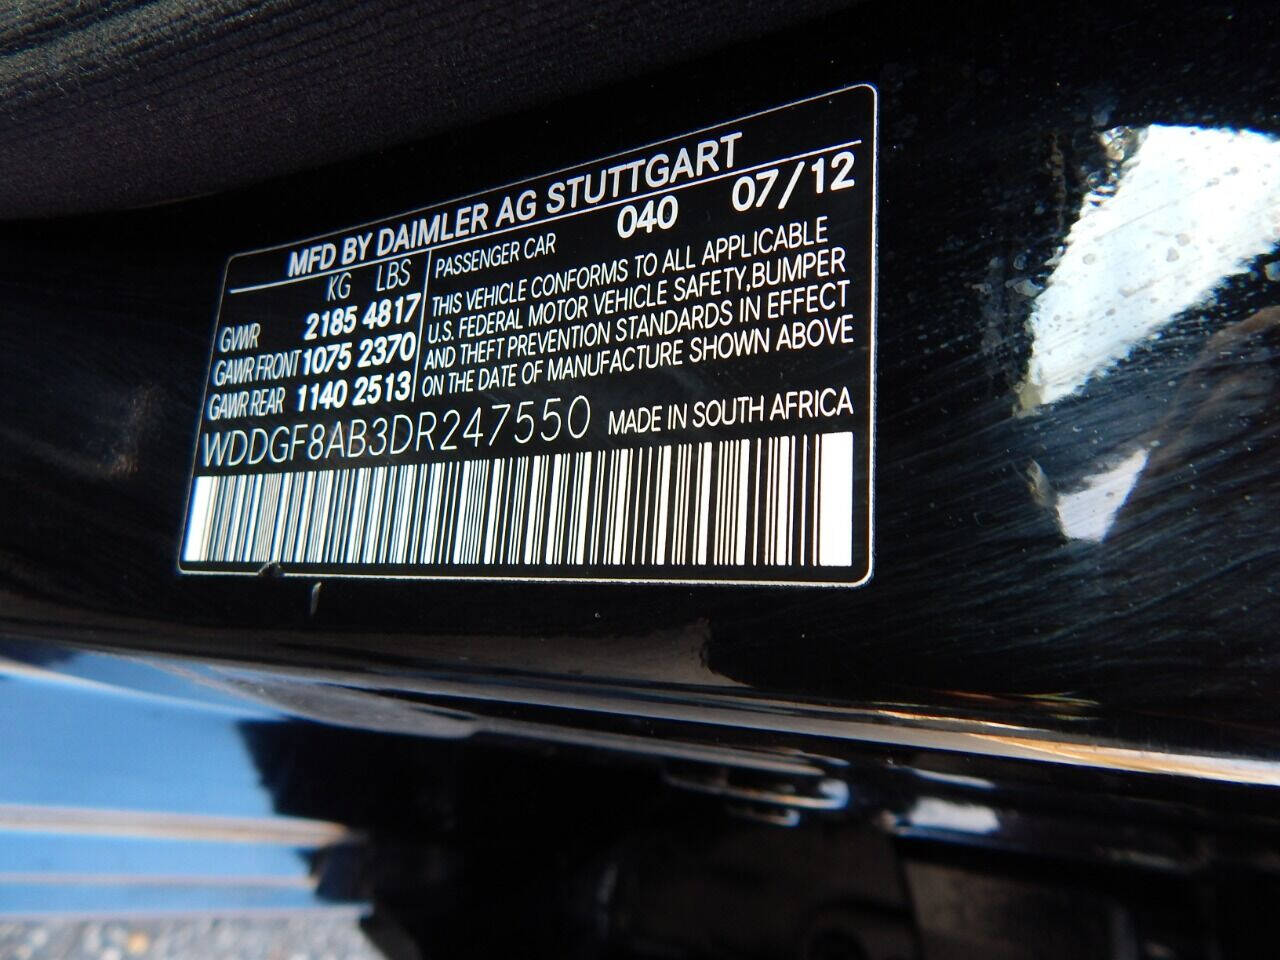 MFD BY DAIMLER AG STUTTGART
KG LBS
GVWR 2185 4817
GAWR FRONT 1075 2370
GAWR REAR 1140 2513
PASSENGER CAR 040 07/12
THIS VEHICLE CONFORMS TO ALL APPLICABLE
U.S. FEDERAL MOTOR VEHICLE SAFETY, BUMPER
AND THEFT PREVENTION STANDARDS IN EFFECT
ON THE DATE OF MANUFACTURE SHOWN ABOVE
WDDGF8AB3DR247550 MADE IN SOUTH AFRICA